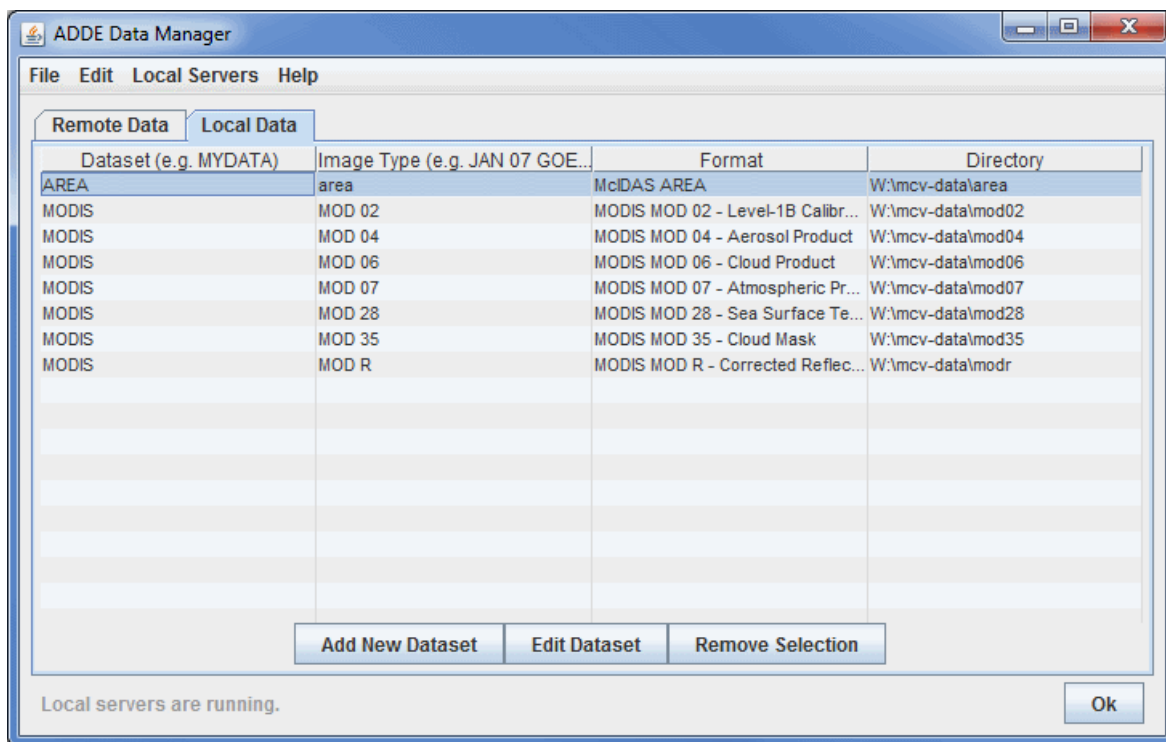 ADDE Data Manager
File Edit Local Servers Help
Remote Data Local Data
Dataset (e.g. MYDATA) Image Type (e.g. JAN 07 GOE... Format Directory
AREA area McIDAS AREA W:\mcv-data\area
MODIS MOD 02 MODIS MOD 02 - Level-1B Calibr... W:\mcv-data\mod02
MODIS MOD 04 MODIS MOD 04 - Aerosol Product W:\mcv-data\mod04
MODIS MOD 06 MODIS MOD 06 - Cloud Product W:\mcv-data\mod06
MODIS MOD 07 MODIS MOD 07 - Atmospheric Pr... W:\mcv-data\mod07
MODIS MOD 28 MODIS MOD 28 - Sea Surface Te... W:\mcv-data\mod28
MODIS MOD 35 MODIS MOD 35 - Cloud Mask W:\mcv-data\mod35
MODIS MOD R MODIS MOD R - Corrected Reflec... W:\mcv-data\modr
Add New Dataset Edit Dataset Remove Selection
Local servers are running. Ok